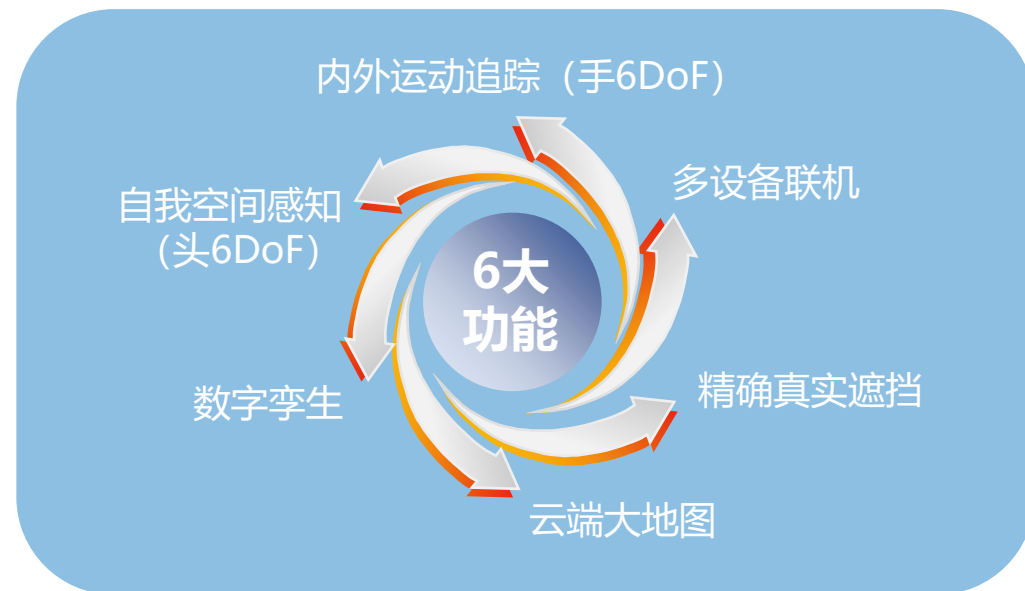 内外运动追踪（手6DoF）
多设备联机
自我空间感知
（头6DoF）
6大
功能
精确真实遮挡
数字孪生
云端大地图